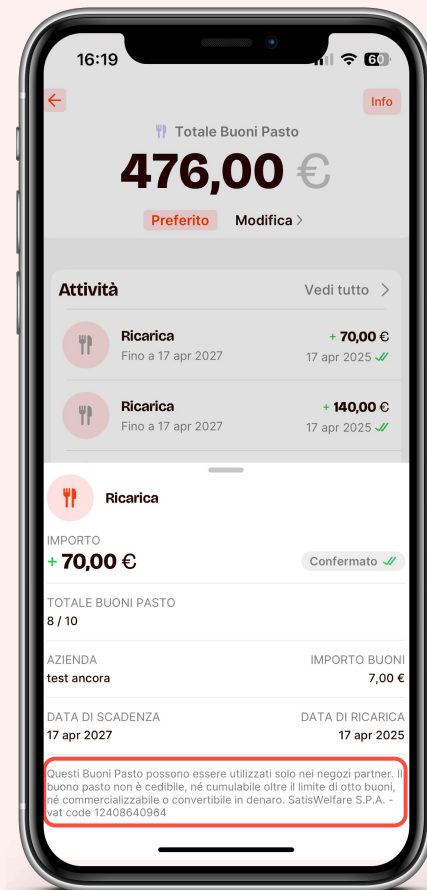 16:19
60
Info
Totale Buoni Pasto
476,00 €
Preferito Modifica >
Attività Vedi tutto >
Ricarica + 70,00 €
Fino a 17 apr 2027 17 apr 2025
Ricarica + 140,00 €
Fino a 17 apr 2027 17 apr 2025
Ricarica
IMPORTO
+ 70,00 € Confermato
TOTALE BUONI PASTO
8 / 10
AZIENDA IMPORTO BUONI
test ancora 7,00 €
DATA DI SCADENZA DATA DI RICARICA
17 apr 2027 17 apr 2025
Questi Buoni Pasto possono essere utilizzati solo nei negozi partner. Il
buono pasto non è cedibile, né cumulabile oltre il limite di otto buoni,
né commercializzabile o convertibile in denaro. SatisWelfare S.P.A. -
vat code 12408640964